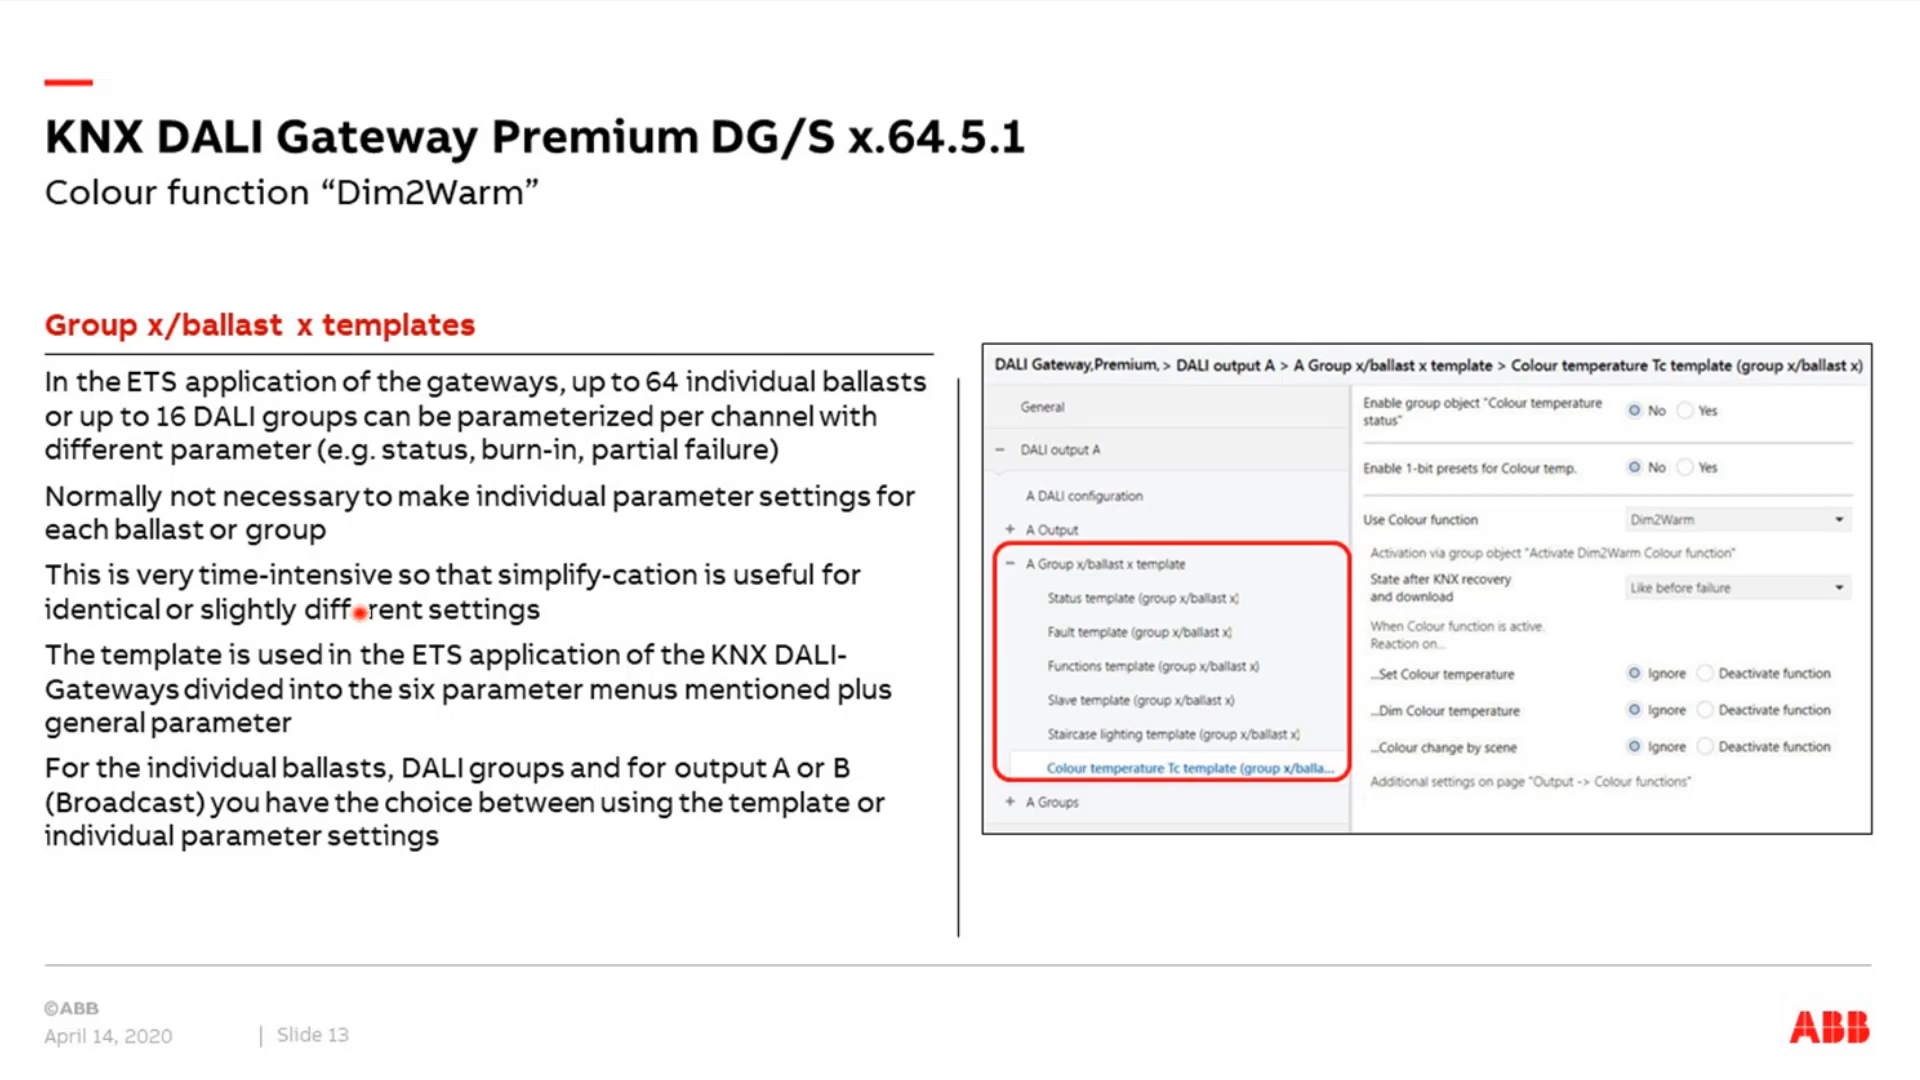 KNX DALI Gateway Premium DG/S x.64.5.1
Colour function “Dim2Warm”
Group x/ballast x templates
In the ETS application of the gateways, up to 64 individual ballasts
or up to 16 DALI groups can be parameterized per channel with
different parameter (e.g. status, burn-in, partial failure)
Normally not necessary to make individual parameter settings for
each ballast or group
This is very time-intensive so that simplify-cation is useful for
identical or slightly different settings
The template is used in the ETS application of the KNX DALI-
Gateways divided into the six parameter menus mentioned plus
general parameter
For the individual ballasts, DALI groups and for output A or B
(Broadcast) you have the choice between using the template or
individual parameter settings
DALI Gateway,Premium, > DALI output A > A Group x/ballast x template > Colour temperature Tc template (group x/ballast x)
General
− DALI output A
A DALI configuration
+ A Output
− A Group x/ballast x template
Status template (group x/ballast x)
Fault template (group x/ballast x)
Functions template (group x/ballast x)
Slave template (group x/ballast x)
Staircase lighting template (group x/ballast x)
Colour temperature Tc template (group x/balla...
+ A Groups
Enable group object "Colour temperature
status"
No Yes
Enable 1-bit presets for Colour temp.
No Yes
Use Colour function
Dim2Warm
Activation via group object "Activate Dim2Warm Colour function"
State after KNX recovery
and download
Like before failure
When Colour function is active.
Reaction on...
...Set Colour temperature
Ignore Deactivate function
...Dim Colour temperature
Ignore Deactivate function
...Colour change by scene
Ignore Deactivate function
Additional settings on page "Output -> Colour functions"
©ABB
April 14, 2020 | Slide 13
ABB